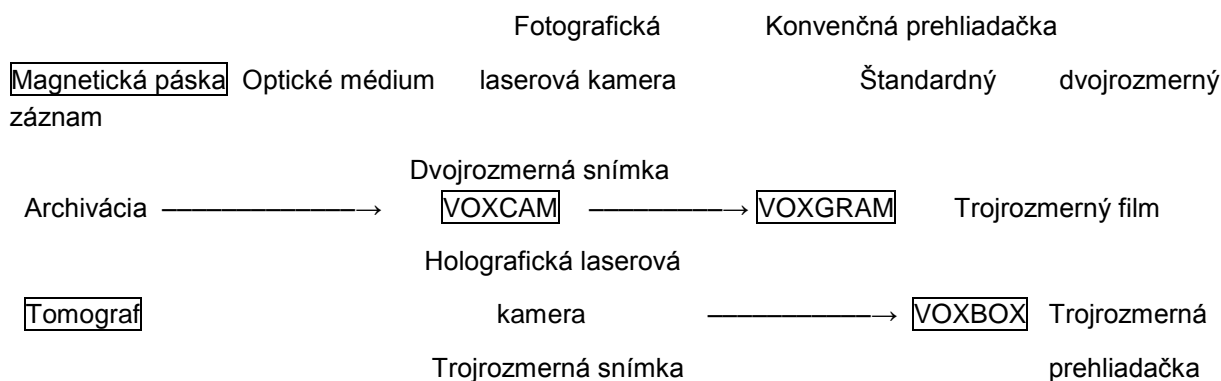 Fotografická Konvenčná prehliadačka
Magnetická páska Optické médium laserová kamera Štandardný dvojrozmerný
záznam
Dvojrozmerná snímka
Archivácia ––––––––––––––→ VOXCAM ––––––––––→ VOXGRAM Trojrozmerný film
Holografická laserová
Tomograf kamera ––––––––––––→ VOXBOX Trojrozmerná
Trojrozmerná snímka prehliadačka